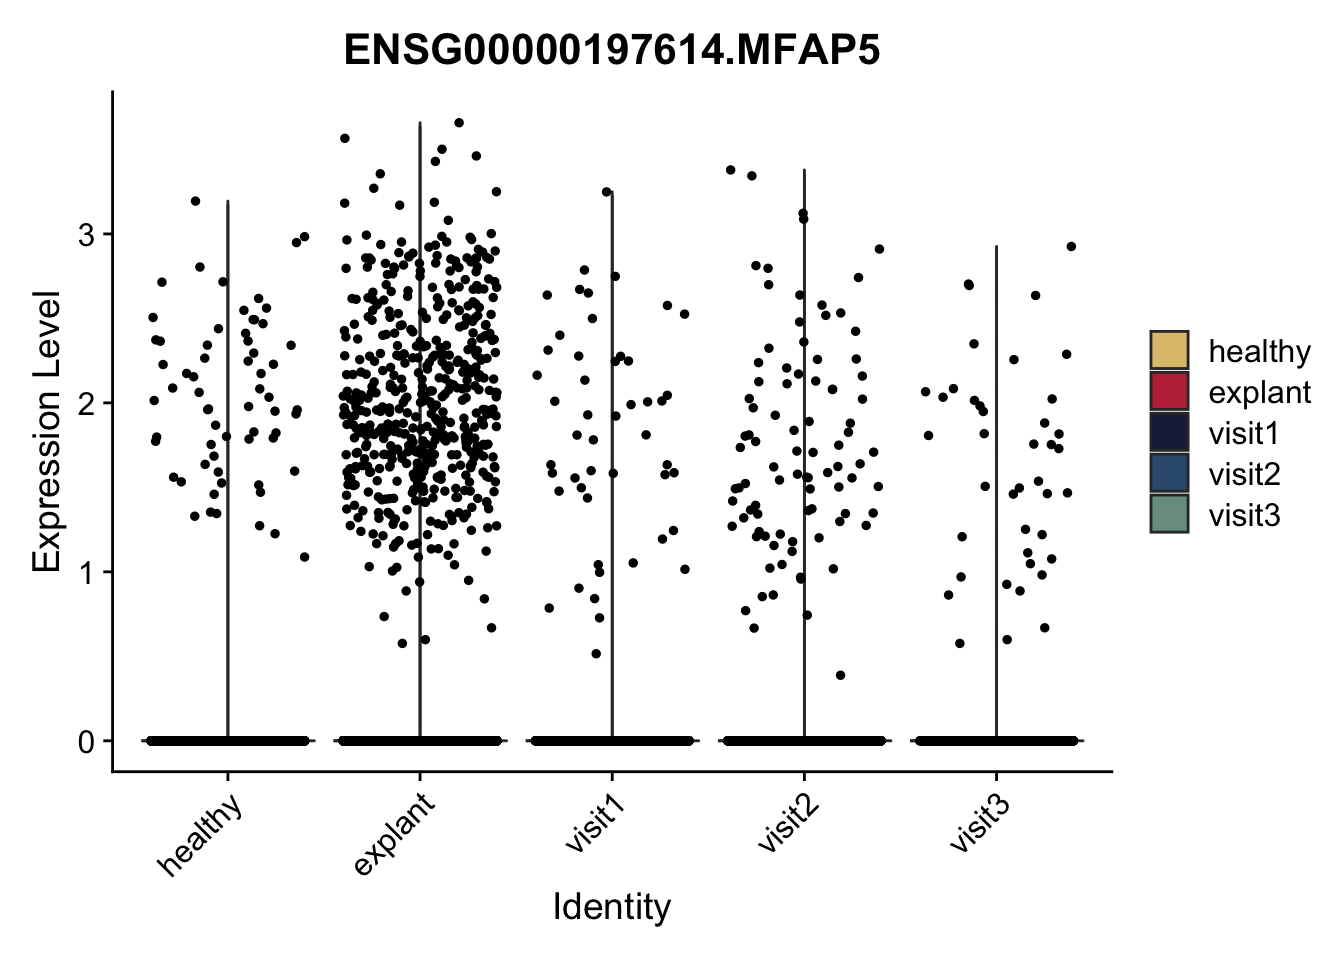 ENSG00000197614.MFAP5
Expression Level
3
2
1
0
healthy
explant
visit1
visit2
visit3
Identity
healthy
explant
visit1
visit2
visit3